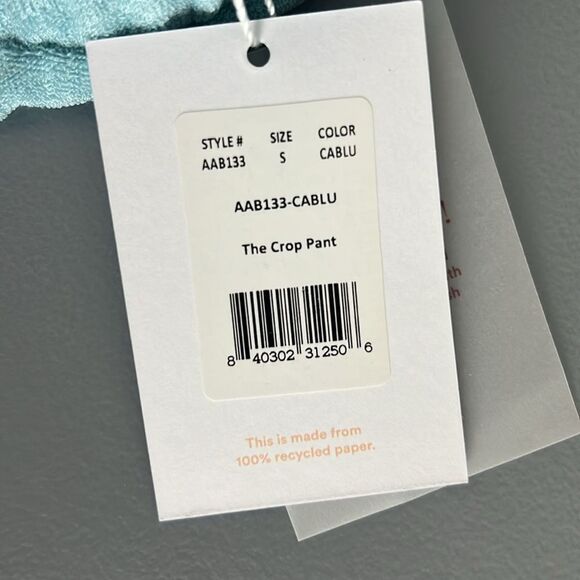 STYLE # SIZE COLOR
AAB133 S CABLU
AAB133-CABLU
The Crop Pant
8 40302 31250 6
This is made from
100% recycled paper.